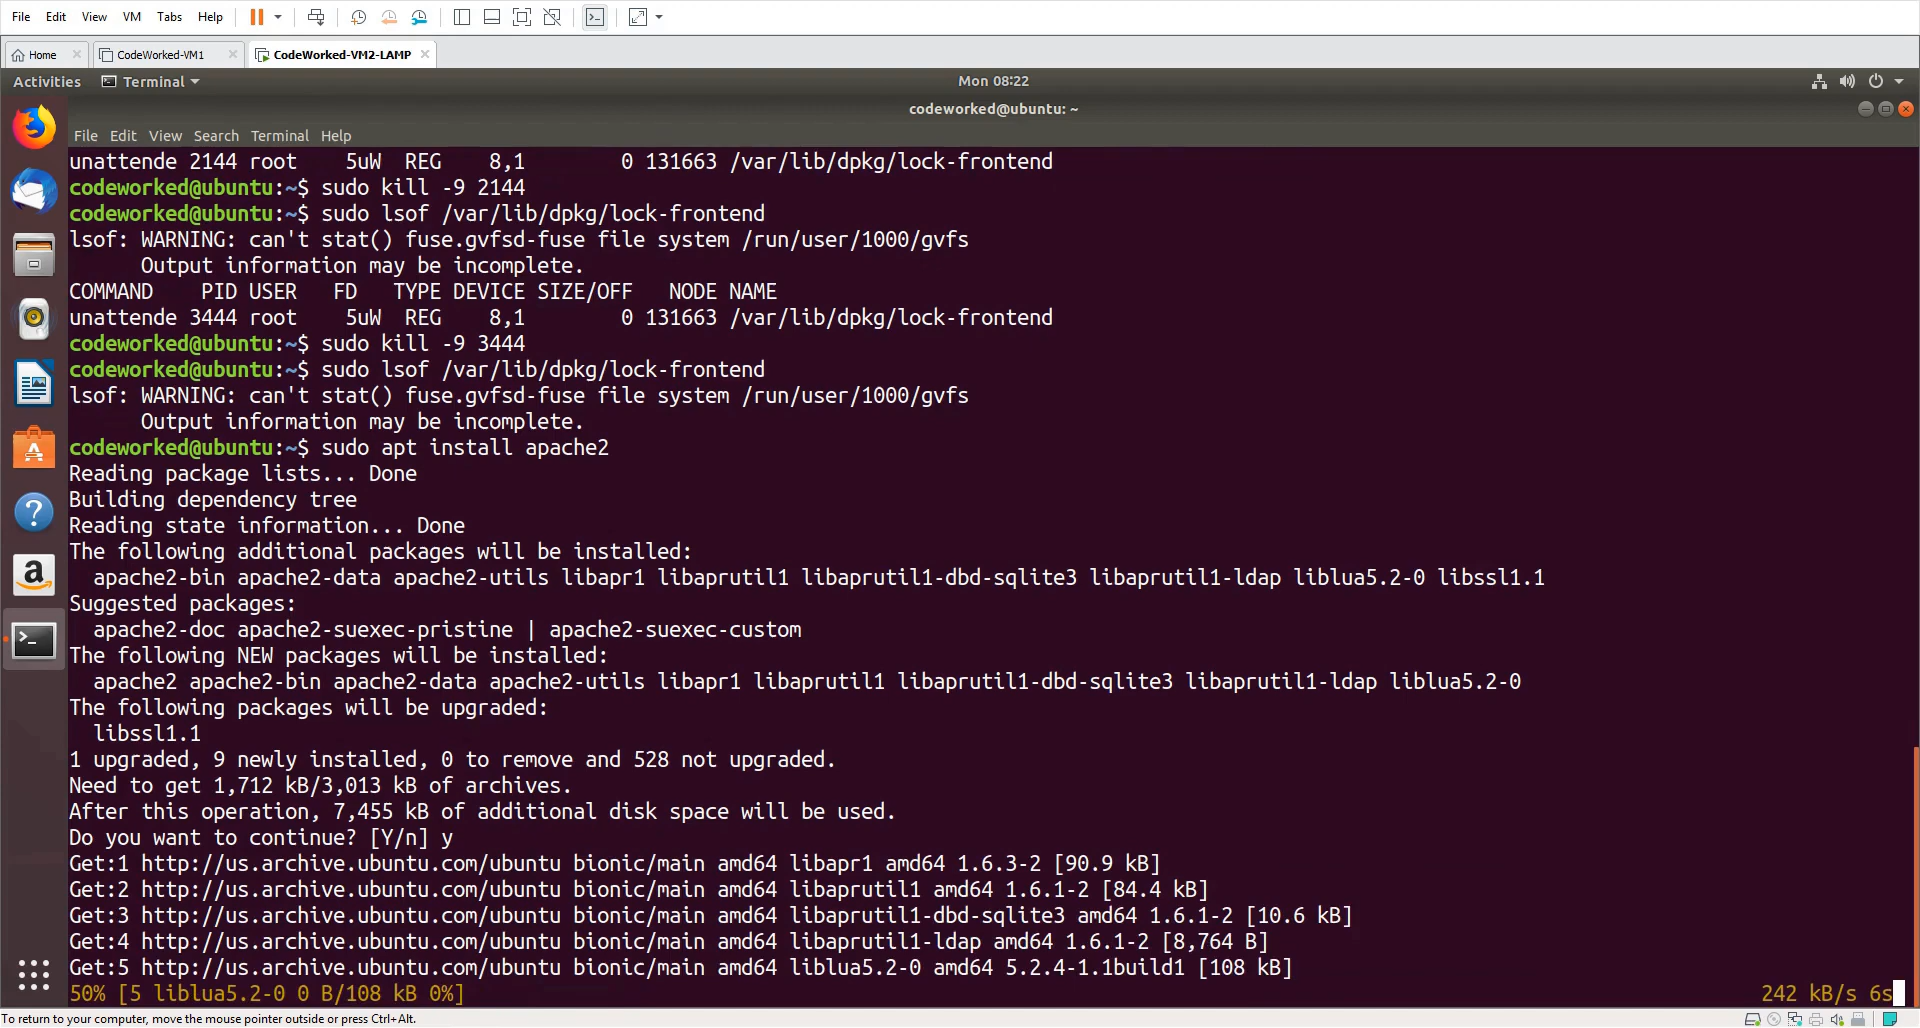 File Edit View VM Tabs Help
Home CodeWorked-VM1 CodeWorked-VM2-LAMP
Activities Terminal Mon 08:22
codeworked@ubuntu: ~
File Edit View Search Terminal Help
unattende 2144 root    5uW  REG    8,1        0 131663 /var/lib/dpkg/lock-frontend
codeworked@ubuntu:~$ sudo kill -9 2144
codeworked@ubuntu:~$ sudo lsof /var/lib/dpkg/lock-frontend
lsof: WARNING: can't stat() fuse.gvfsd-fuse file system /run/user/1000/gvfs
      Output information may be incomplete.
COMMAND    PID USER   FD   TYPE DEVICE SIZE/OFF   NODE NAME
unattende 3444 root    5uW  REG    8,1        0 131663 /var/lib/dpkg/lock-frontend
codeworked@ubuntu:~$ sudo kill -9 3444
codeworked@ubuntu:~$ sudo lsof /var/lib/dpkg/lock-frontend
lsof: WARNING: can't stat() fuse.gvfsd-fuse file system /run/user/1000/gvfs
      Output information may be incomplete.
codeworked@ubuntu:~$ sudo apt install apache2
Reading package lists... Done
Building dependency tree
Reading state information... Done
The following additional packages will be installed:
  apache2-bin apache2-data apache2-utils libapr1 libaprutil1 libaprutil1-dbd-sqlite3 libaprutil1-ldap liblua5.2-0 libssl1.1
Suggested packages:
  apache2-doc apache2-suexec-pristine | apache2-suexec-custom
The following NEW packages will be installed:
  apache2 apache2-bin apache2-data apache2-utils libapr1 libaprutil1 libaprutil1-dbd-sqlite3 libaprutil1-ldap liblua5.2-0
The following packages will be upgraded:
  libssl1.1
1 upgraded, 9 newly installed, 0 to remove and 528 not upgraded.
Need to get 1,712 kB/3,013 kB of archives.
After this operation, 7,455 kB of additional disk space will be used.
Do you want to continue? [Y/n] y
Get:1 http://us.archive.ubuntu.com/ubuntu bionic/main amd64 libapr1 amd64 1.6.3-2 [90.9 kB]
Get:2 http://us.archive.ubuntu.com/ubuntu bionic/main amd64 libaprutil1 amd64 1.6.1-2 [84.4 kB]
Get:3 http://us.archive.ubuntu.com/ubuntu bionic/main amd64 libaprutil1-dbd-sqlite3 amd64 1.6.1-2 [10.6 kB]
Get:4 http://us.archive.ubuntu.com/ubuntu bionic/main amd64 libaprutil1-ldap amd64 1.6.1-2 [8,764 B]
Get:5 http://us.archive.ubuntu.com/ubuntu bionic/main amd64 liblua5.2-0 amd64 5.2.4-1.1build1 [108 kB]
50% [5 liblua5.2-0 0 B/108 kB 0%] 242 kB/s 6s
To return to your computer, move the mouse pointer outside or press Ctrl+Alt.